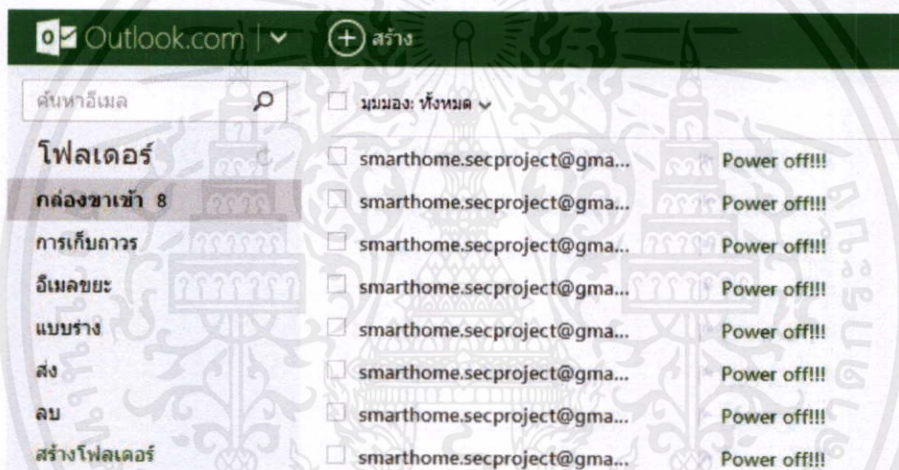 Outlook.com สร้าง
ค้นหาอีเมล มุมมอง: ทั้งหมด
โฟลเดอร์ smarthome.secproject@gma... Power off!!!
กล่องขาเข้า 8 smarthome.secproject@gma... Power off!!!
การเก็บถาวร smarthome.secproject@gma... Power off!!!
อีเมลขยะ smarthome.secproject@gma... Power off!!!
แบบร่าง smarthome.secproject@gma... Power off!!!
ส่ง smarthome.secproject@gma... Power off!!!
ลบ smarthome.secproject@gma... Power off!!!
สร้างโฟลเดอร์ smarthome.secproject@gma... Power off!!!